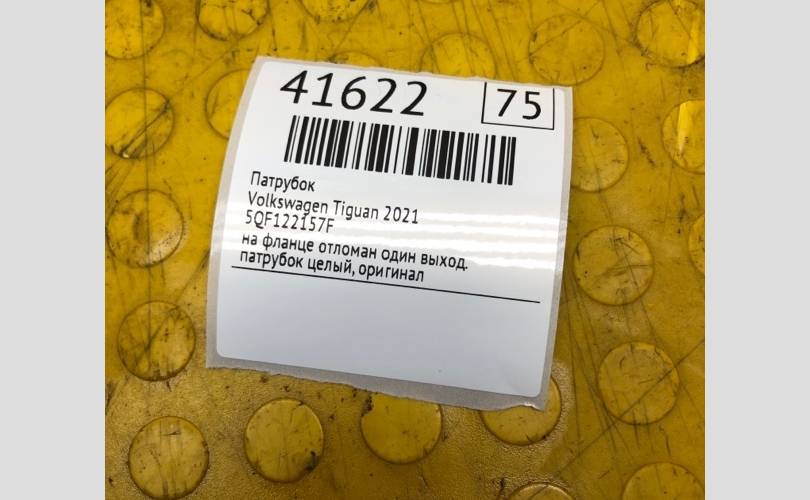 41622 75
Патрубок
Volkswagen Tiguan 2021
5QF122157F
на фланце отломан один выход.
патрубок целый, оригинал